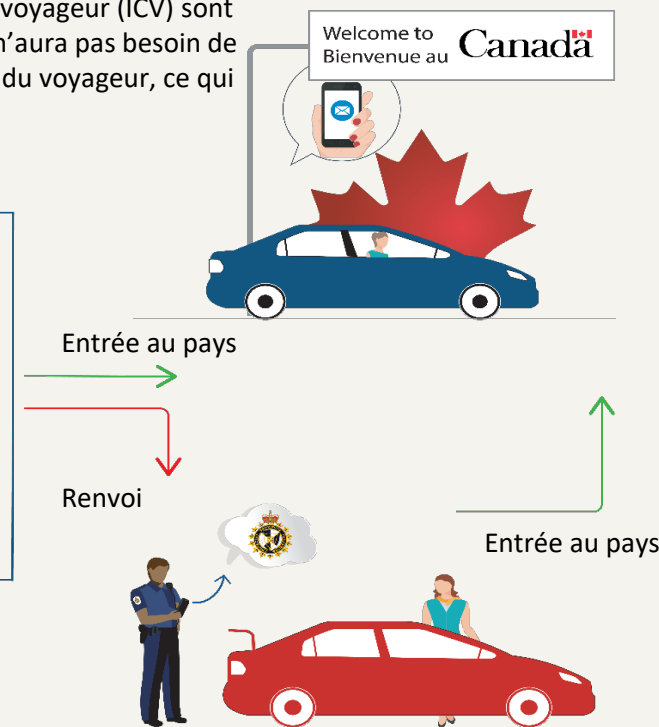 voyageur (ICV) sont
n’aura pas besoin de
du voyageur, ce qui
Welcome to
Bienvenue au Canada
Entrée au pays
Renvoi
Entrée au pays